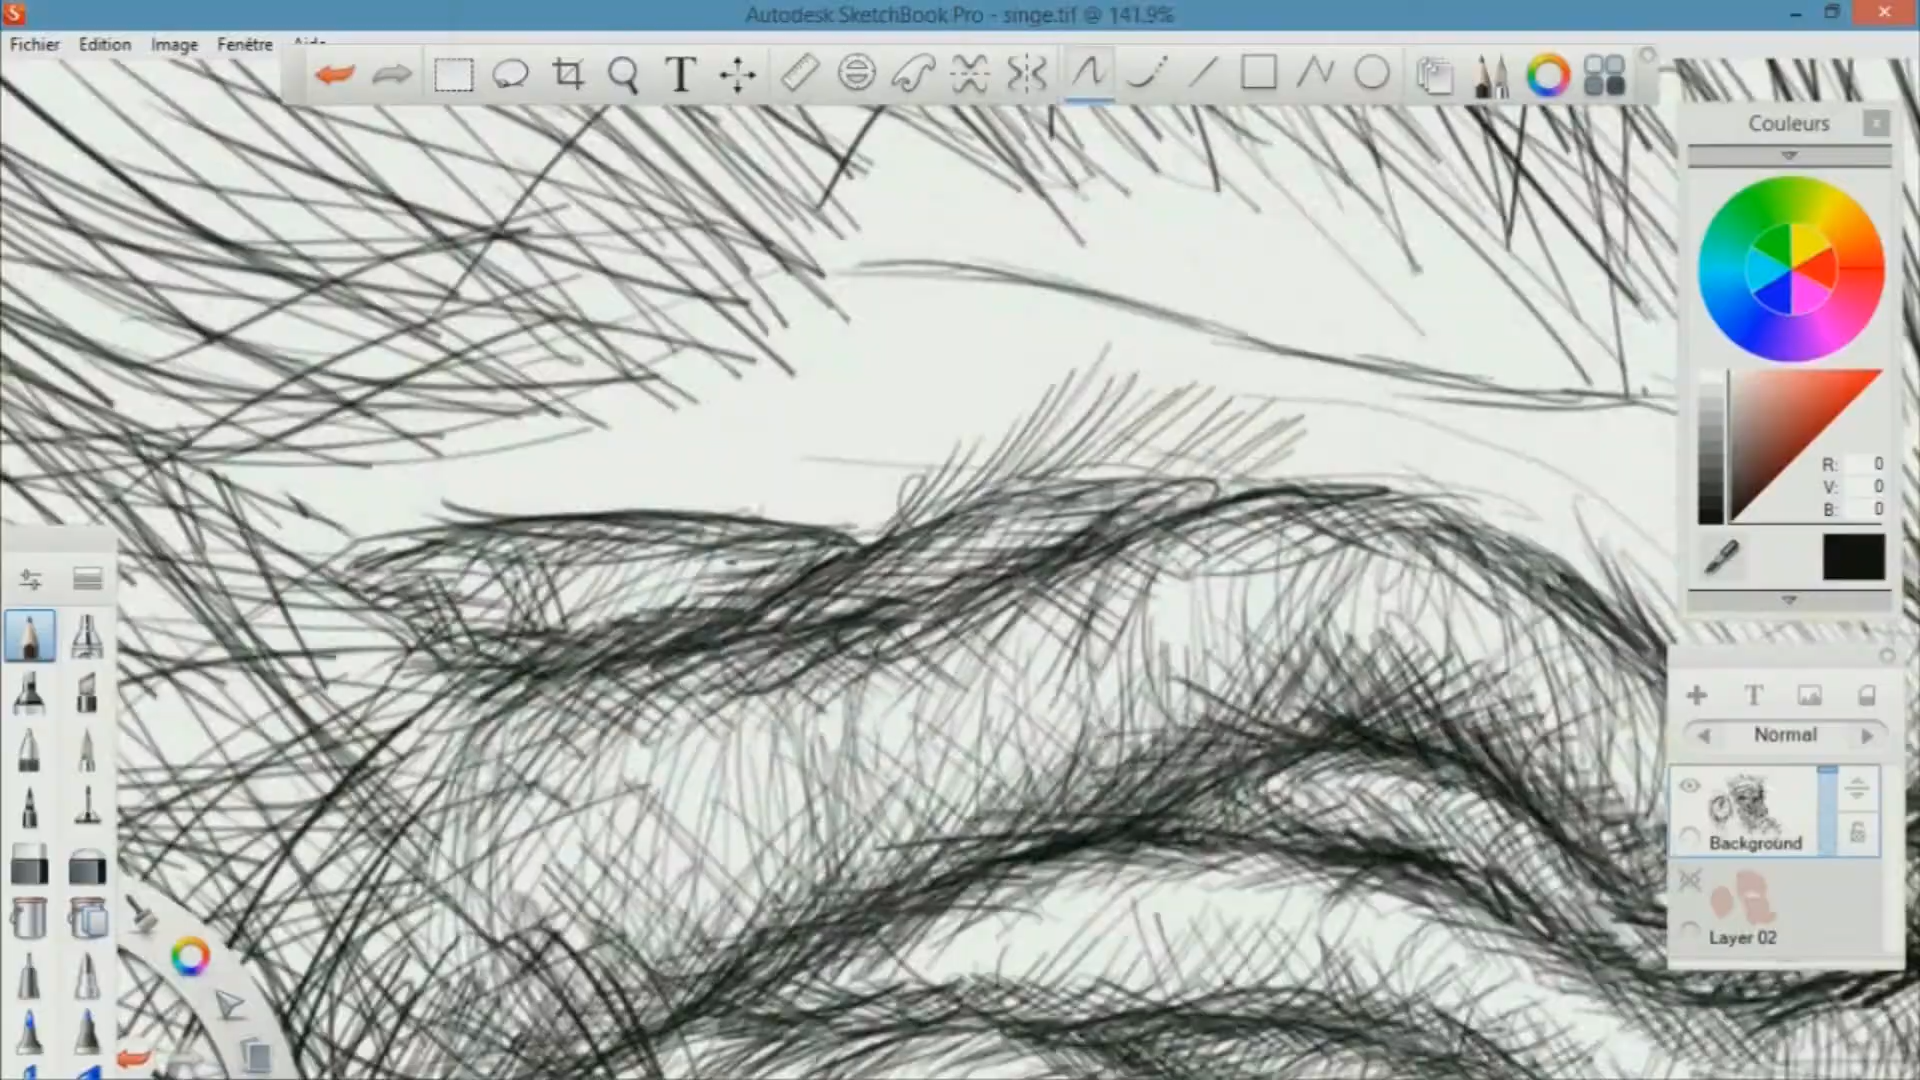 Autodesk SketchBook Pro - singe.tif @ 141.9%
Fichier Edition Image Fenêtre Aide
T
Couleurs
R: 0
V: 0
B: 0
T
Normal
Background
Layer 02